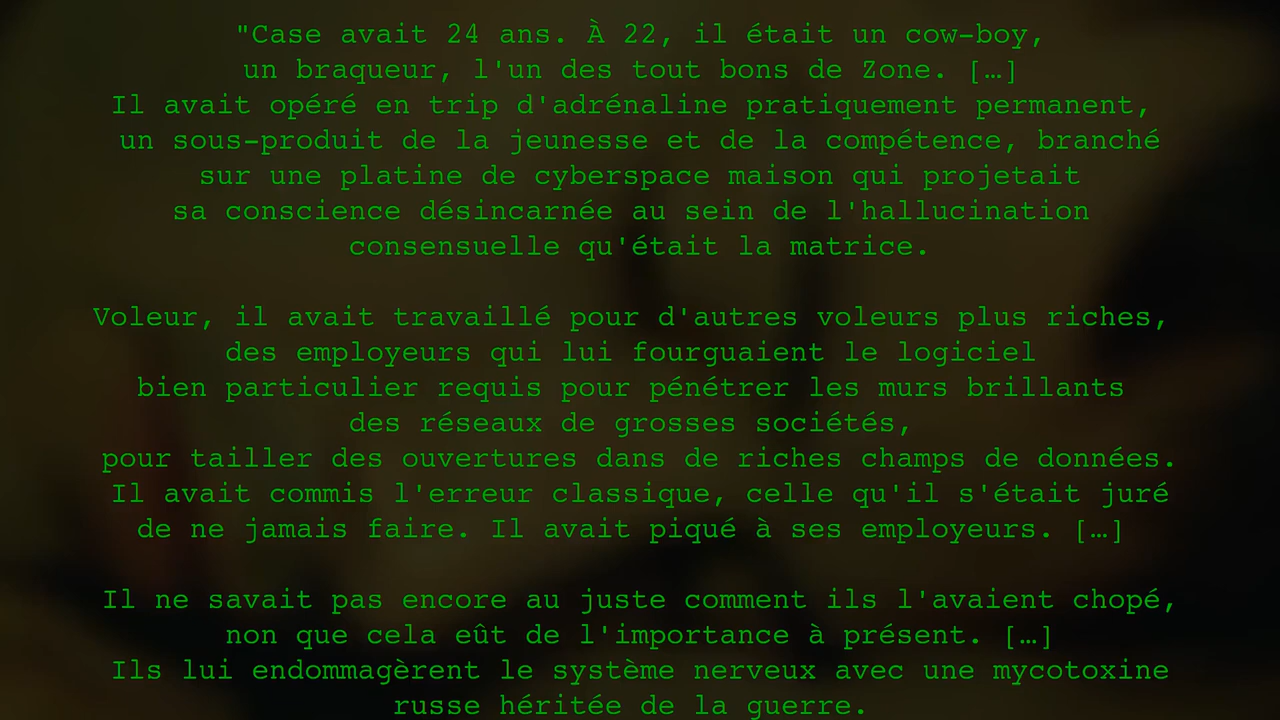 "Case avait 24 ans. À 22, il était un cow-boy,
un braqueur, l'un des tout bons de Zone. […]
Il avait opéré en trip d'adrénaline pratiquement permanent,
un sous-produit de la jeunesse et de la compétence, branché
sur une platine de cyberspace maison qui projetait
sa conscience désincarnée au sein de l'hallucination
consensuelle qu'était la matrice.
Voleur, il avait travaillé pour d'autres voleurs plus riches,
des employeurs qui lui fourguaient le logiciel
bien particulier requis pour pénétrer les murs brillants
des réseaux de grosses sociétés,
pour tailler des ouvertures dans de riches champs de données.
Il avait commis l'erreur classique, celle qu'il s'était juré
de ne jamais faire. Il avait piqué à ses employeurs. […]
Il ne savait pas encore au juste comment ils l'avaient chopé,
non que cela eût de l'importance à présent. […]
Ils lui endommagèrent le système nerveux avec une mycotoxine
russe héritée de la guerre.